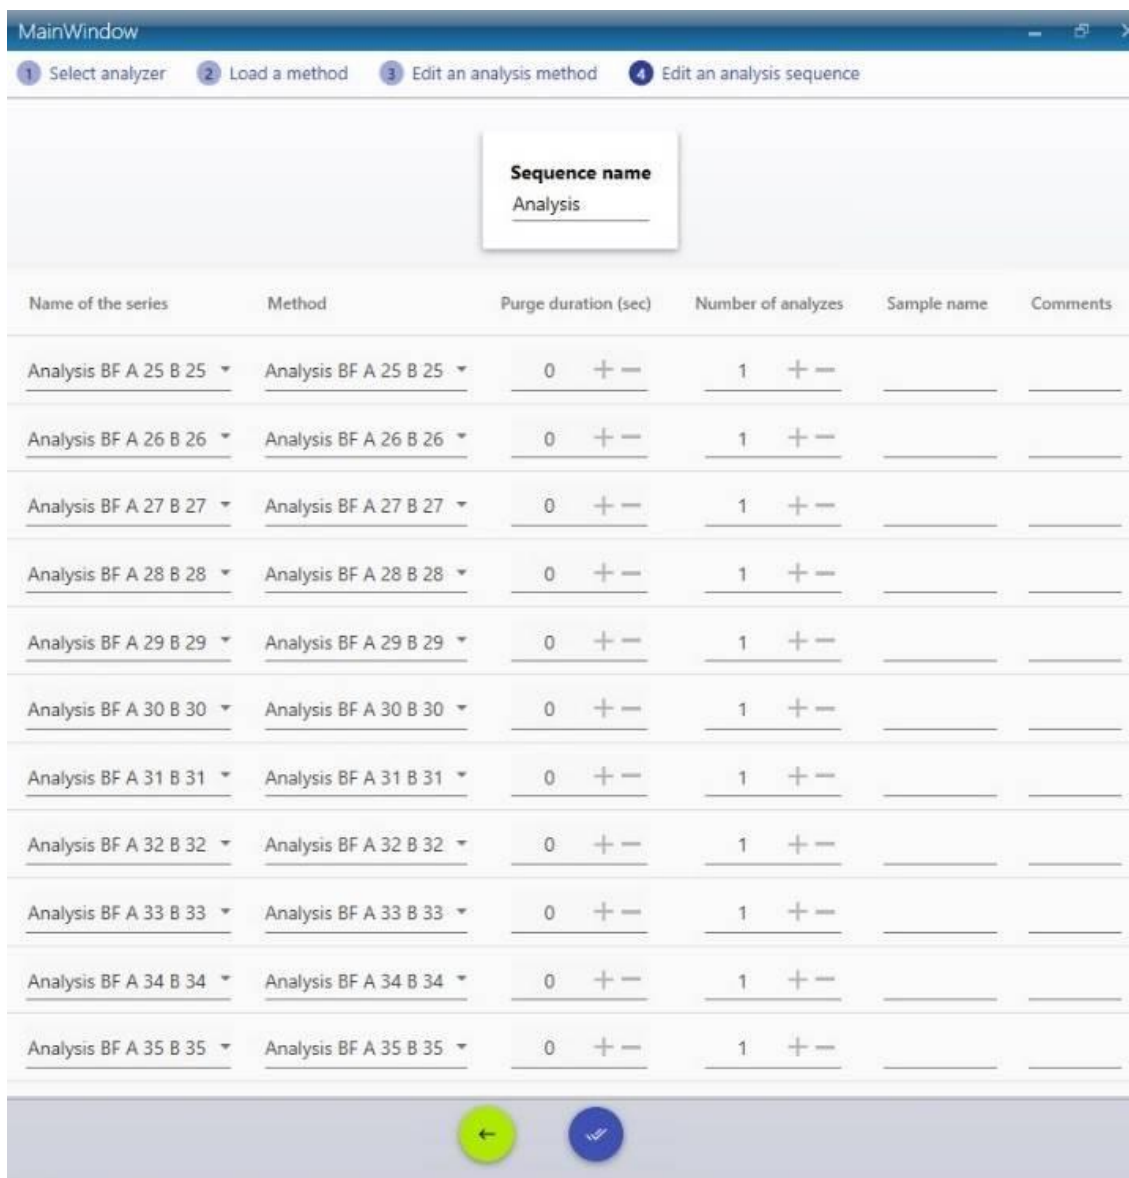 MainWindow
1 Select analyzer 2 Load a method 3 Edit an analysis method 4 Edit an analysis sequence
Sequence name
Analysis
Name of the series Method Purge duration (sec) Number of analyzes Sample name Comments
Analysis BF A 25 B 25 Analysis BF A 25 B 25 0 1
Analysis BF A 26 B 26 Analysis BF A 26 B 26 0 1
Analysis BF A 27 B 27 Analysis BF A 27 B 27 0 1
Analysis BF A 28 B 28 Analysis BF A 28 B 28 0 1
Analysis BF A 29 B 29 Analysis BF A 29 B 29 0 1
Analysis BF A 30 B 30 Analysis BF A 30 B 30 0 1
Analysis BF A 31 B 31 Analysis BF A 31 B 31 0 1
Analysis BF A 32 B 32 Analysis BF A 32 B 32 0 1
Analysis BF A 33 B 33 Analysis BF A 33 B 33 0 1
Analysis BF A 34 B 34 Analysis BF A 34 B 34 0 1
Analysis BF A 35 B 35 Analysis BF A 35 B 35 0 1